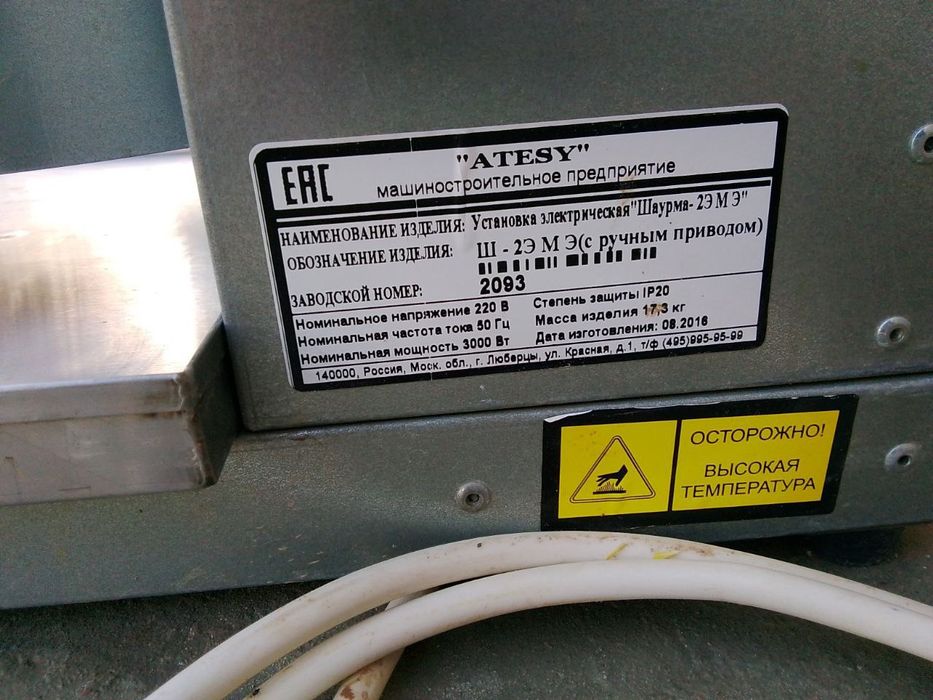 EAC
"ATESY"
машиностроительное предприятие
НАИМЕНОВАНИЕ ИЗДЕЛИЯ: Установка электрическая"Шаурма- 2Э М Э"
ОБОЗНАЧЕНИЕ ИЗДЕЛИЯ: Ш - 2Э М Э(с ручным приводом)
ЗАВОДСКОЙ НОМЕР: 2093
Номинальное напряжение 220 В Степень защиты IP20
Номинальная частота тока 50 Гц Масса изделия 17,3 кг
Номинальная мощность 3000 Вт Дата изготовления: 08.2016
140000, Россия, Моск. обл., г. Люберцы, ул. Красная, д.1, т/ф (495)995-95-99
ОСТОРОЖНО!
ВЫСОКАЯ
ТЕМПЕРАТУРА